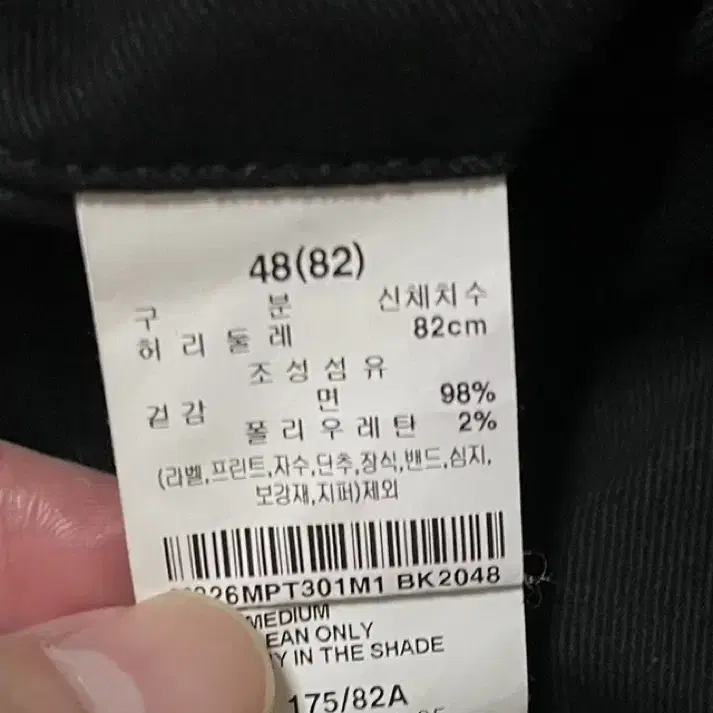 48(82)
구 분 신체치수
허리둘레 82cm
조성섬유
겉감 면 98%
폴리우레탄 2%
(라벨,프린트,자수,단추,장식,밴드,심지,
보강재,지퍼)제외
26MPT301M1 BK2048
MEDIUM
EAN ONLY
Y IN THE SHADE
175/82A